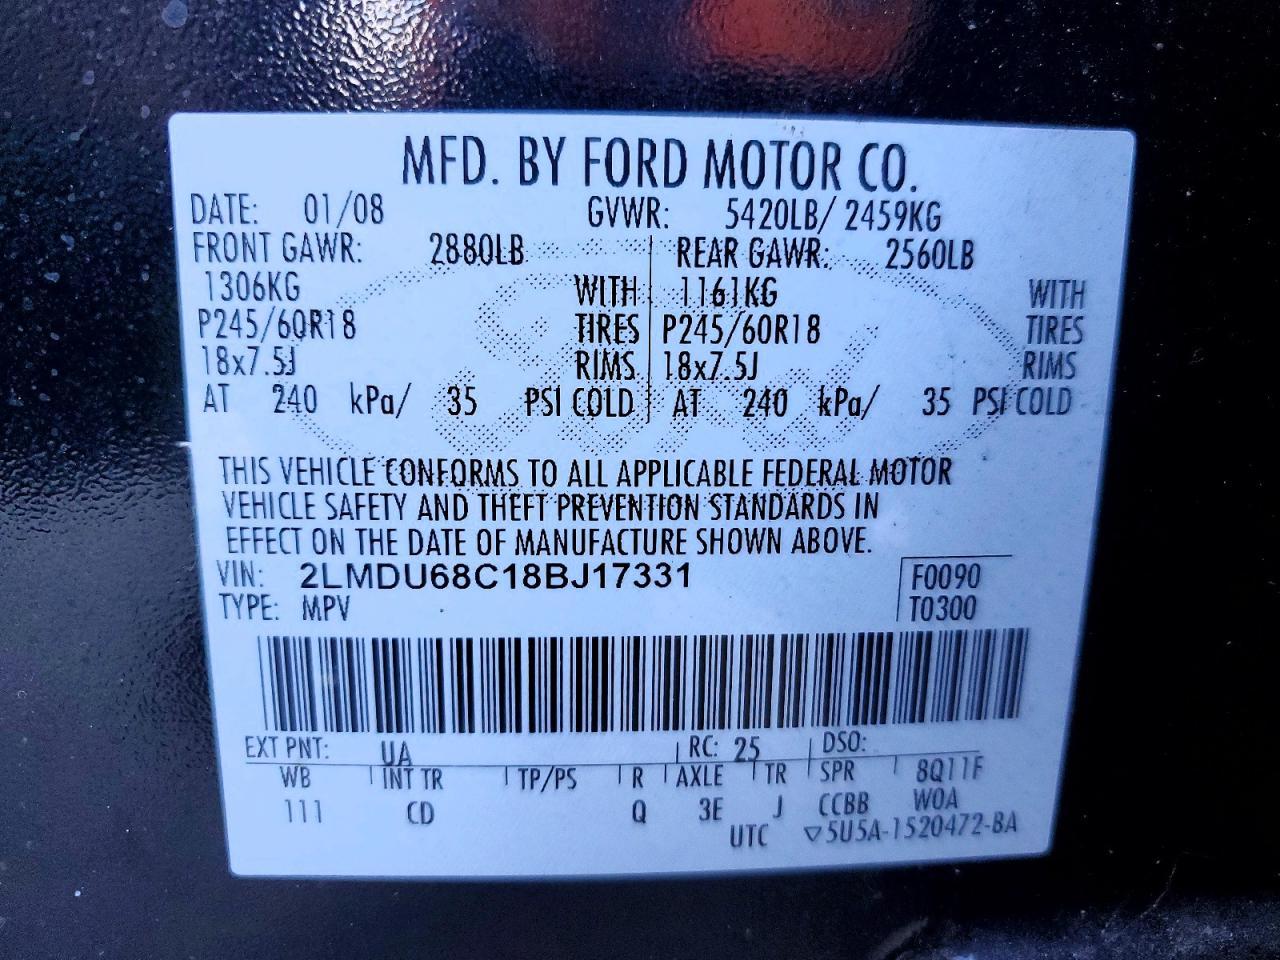 MFD. BY FORD MOTOR CO.
DATE: 01/08 GVWR: 5420LB/ 2459KG
FRONT GAWR: 2880LB REAR GAWR: 2560LB
1306KG WITH 1161KG WITH
P245/60R18 TIRES P245/60R18 TIRES
18x7.5J RIMS 18x7.5J RIMS
AT 240 kPa/ 35 PSI COLD AT 240 kPa/ 35 PSI COLD
THIS VEHICLE CONFORMS TO ALL APPLICABLE FEDERAL MOTOR
VEHICLE SAFETY AND THEFT PREVENTION STANDARDS IN
EFFECT ON THE DATE OF MANUFACTURE SHOWN ABOVE.
VIN: 2LMDU68C18BJ17331 F0090
TYPE: MPV T0300
EXT PNT: UA RC: 25 DSO:
WB INT TR TP/PS R AXLE TR SPR 8Q11F
111 CD Q 3E J CCBB W0A
UTC ▽5U5A-1520472-BA